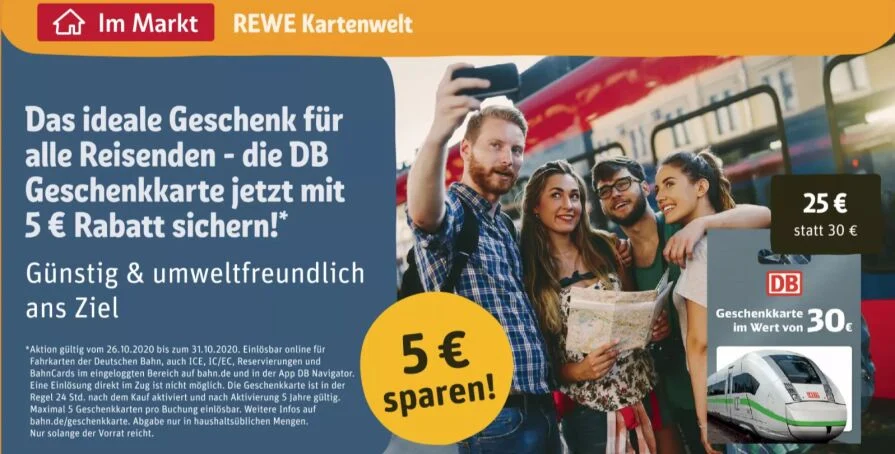 Im Markt
REWE Kartenwelt
Das ideale Geschenk für
alle Reisenden - die DB
Geschenkkarte jetzt mit
5 € Rabatt sichern!*
Günstig & umweltfreundlich
ans Ziel
*Aktion gültig vom 26.10.2020 bis zum 31.10.2020. Einlösbar online für
Fahrkarten der Deutschen Bahn, auch ICE, IC/EC, Reservierungen und
BahnCards im eingeloggten Bereich auf bahn.de und in der App DB Navigator.
Eine Einlösung direkt im Zug ist nicht möglich. Die Geschenkkarte ist in der
Regel 24 Std. nach dem Kauf aktiviert und nach Aktivierung 5 Jahre gültig.
Maximal 5 Geschenkkarten pro Buchung einlösbar. Weitere Infos auf
bahn.de/geschenkkarte. Abgabe nur in haushaltsüblichen Mengen.
Nur solange der Vorrat reicht.
5 €
sparen!
25 €
statt 30 €
DB
Geschenkkarte
im Wert von 30€